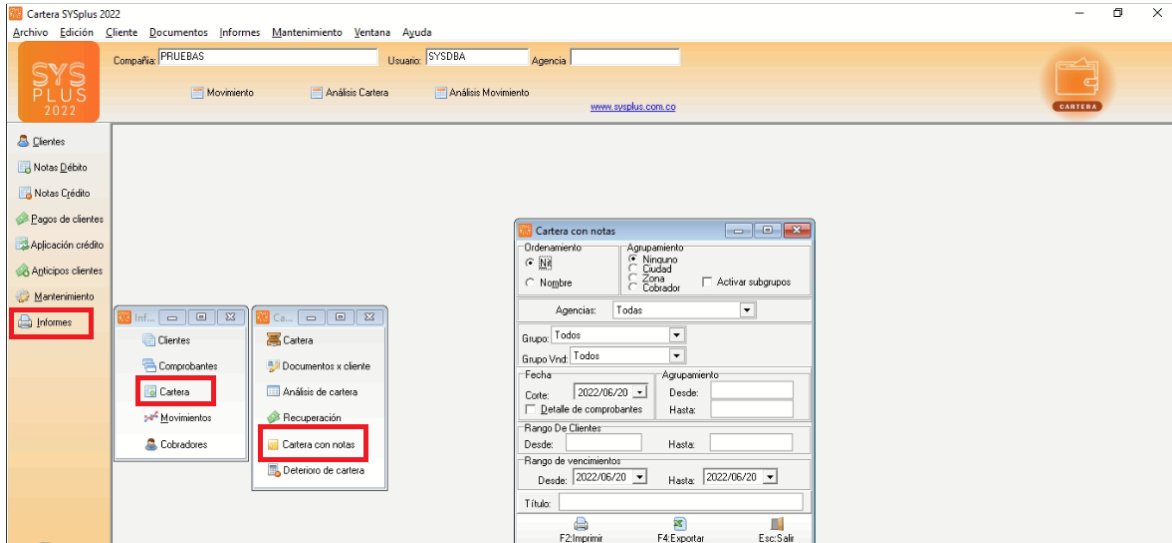 Cartera SYSplus 2022
Archivo Edición Cliente Documentos Informes Mantenimiento Ventana Ayuda
SYS
PLUS
2022
Compañia: PRUEBAS Usuario: SYSDBA Agencia
Movimiento Análisis Cartera Análisis Movimiento
www.sysplus.com.co
CARTERA
Clientes
Notas Débito
Notas Crédito
Pagos de clientes
Aplicación crédito
Anticipos clientes
Mantenimiento
Informes
Inf...
Clientes
Comprobantes
Cartera
Movimientos
Cobradores
Ca...
Cartera
Documentos x cliente
Análisis de cartera
Recuperación
Cartera con notas
Deterioro de cartera
Cartera con notas
Ordenamiento
Nit
Nombre
Agrupamiento
Ninguno
Ciudad
Zona
Cobrador
Activar subgrupos
Agencias: Todas
Grupo: Todos
Grupo Vnd: Todos
Fecha
Corte: 2022/06/20
Detalle de comprobantes
Agrupamiento
Desde:
Hasta:
Rango De Clientes
Desde: Hasta:
Rango de vencimientos
Desde: 2022/06/20 Hasta: 2022/06/20
Título:
F2:Imprimir F4:Exportar Esc:Salir